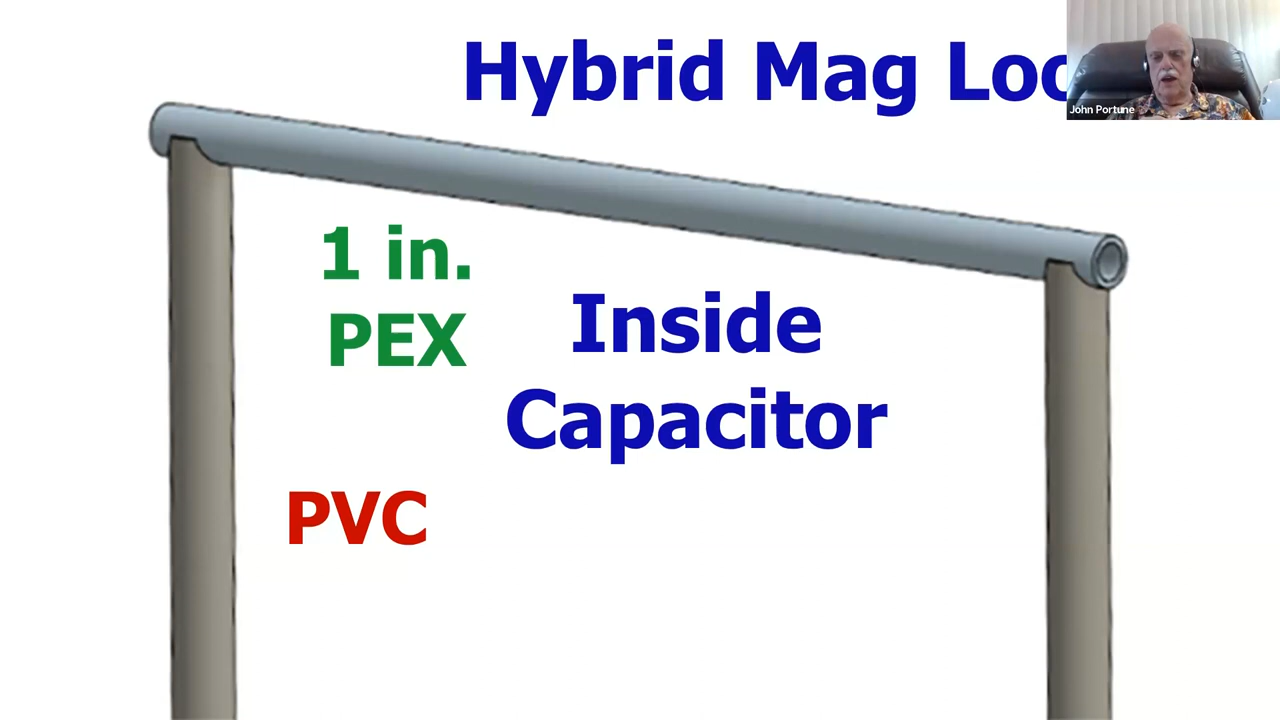 Hybrid Mag Loo
John Portune
1 in.
PEX
Inside
Capacitor
PVC